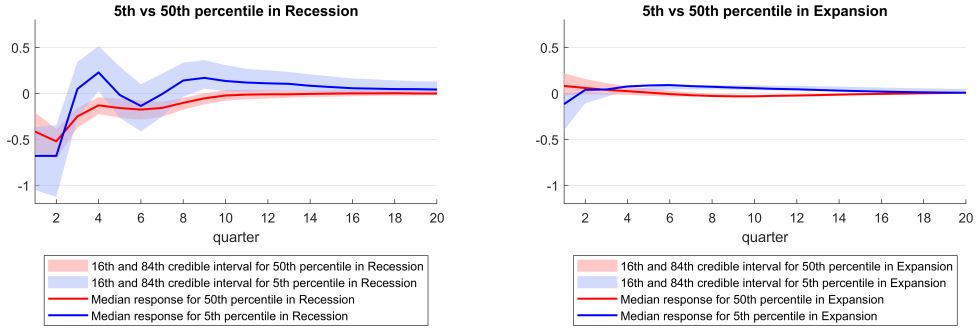 5th vs 50th percentile in Recession
0.5
0
-0.5
-1
2 4 6 8 10 12 14 16 18 20
quarter
16th and 84th credible interval for 50th percentile in Recession
16th and 84th credible interval for 5th percentile in Recession
Median response for 50th percentile in Recession
Median response for 5th percentile in Recession
5th vs 50th percentile in Expansion
0.5
0
-0.5
-1
2 4 6 8 10 12 14 16 18 20
quarter
16th and 84th credible interval for 50th percentile in Expansion
16th and 84th credible interval for 5th percentile in Expansion
Median response for 50th percentile in Expansion
Median response for 5th percentile in Expansion